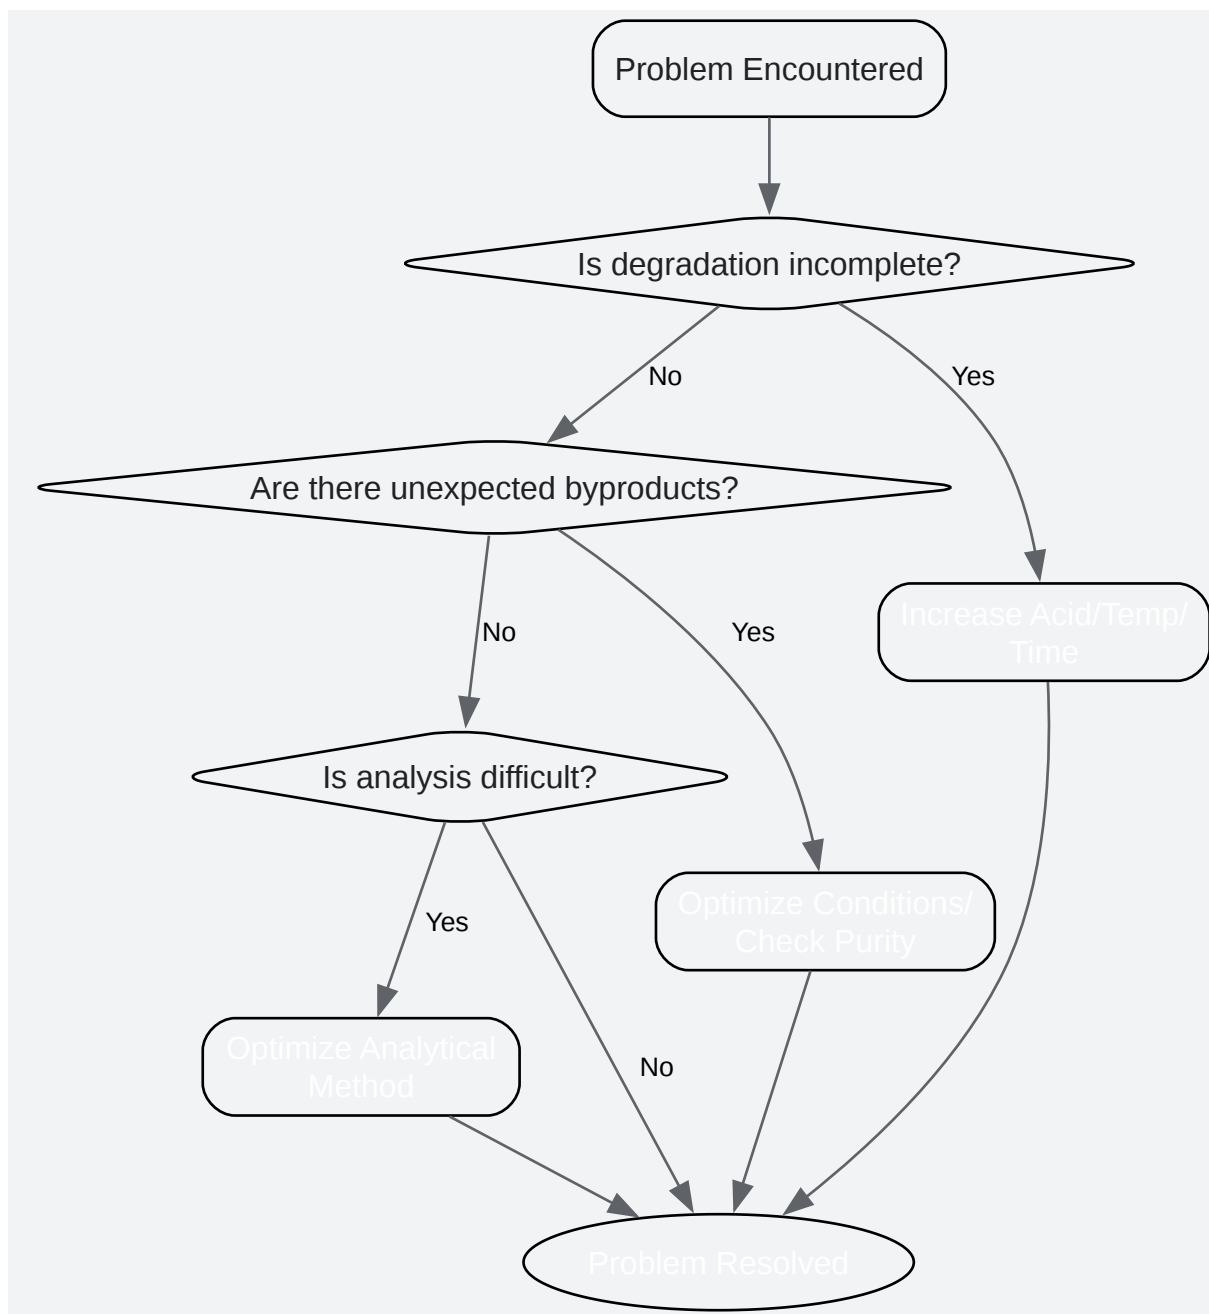 Problem Encountered
Is degradation incomplete?
No
Yes
Are there unexpected byproducts?
Increase Acid/Temp/
Time
No
Yes
Is analysis difficult?
Optimize Conditions/
Check Purity
Yes
Optimize Analytical
Method
No
Problem Resolved